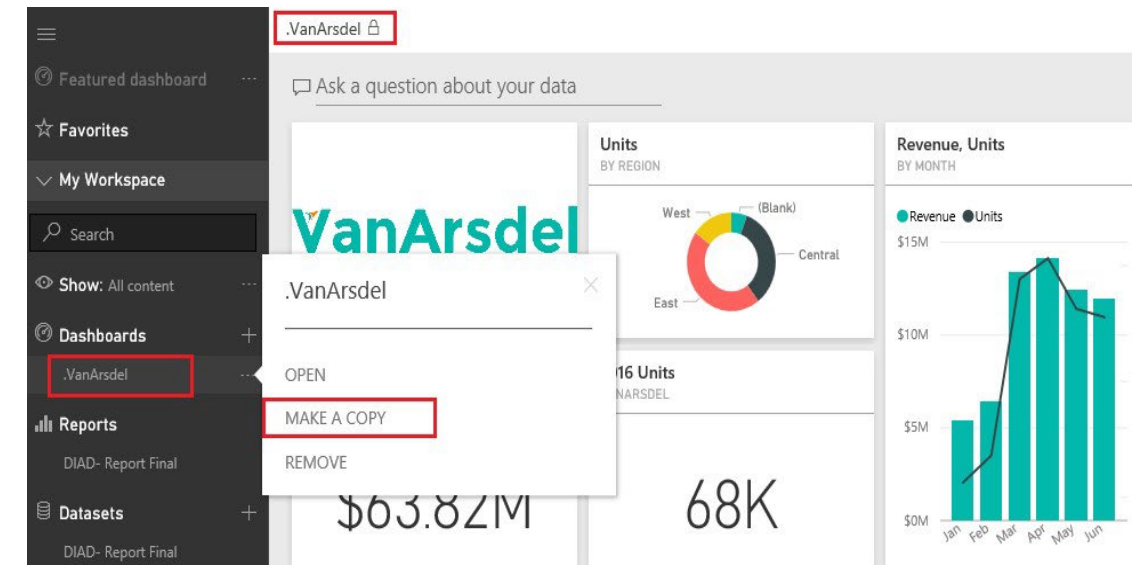 .VanArsdel
Featured dashboard
Favorites
My Workspace
Search
Show: All content
Dashboards
.VanArsdel
Reports
DIAD- Report Final
Datasets
DIAD- Report Final
Ask a question about your data
VanArsdel
.VanArsdel
OPEN
MAKE A COPY
REMOVE
$63.82M
Units
BY REGION
West
(Blank)
Central
East
16 Units
NARSDEL
68K
Revenue, Units
BY MONTH
Revenue Units
$15M
$10M
$5M
$0M
Jan Feb Mar Apr May Jun